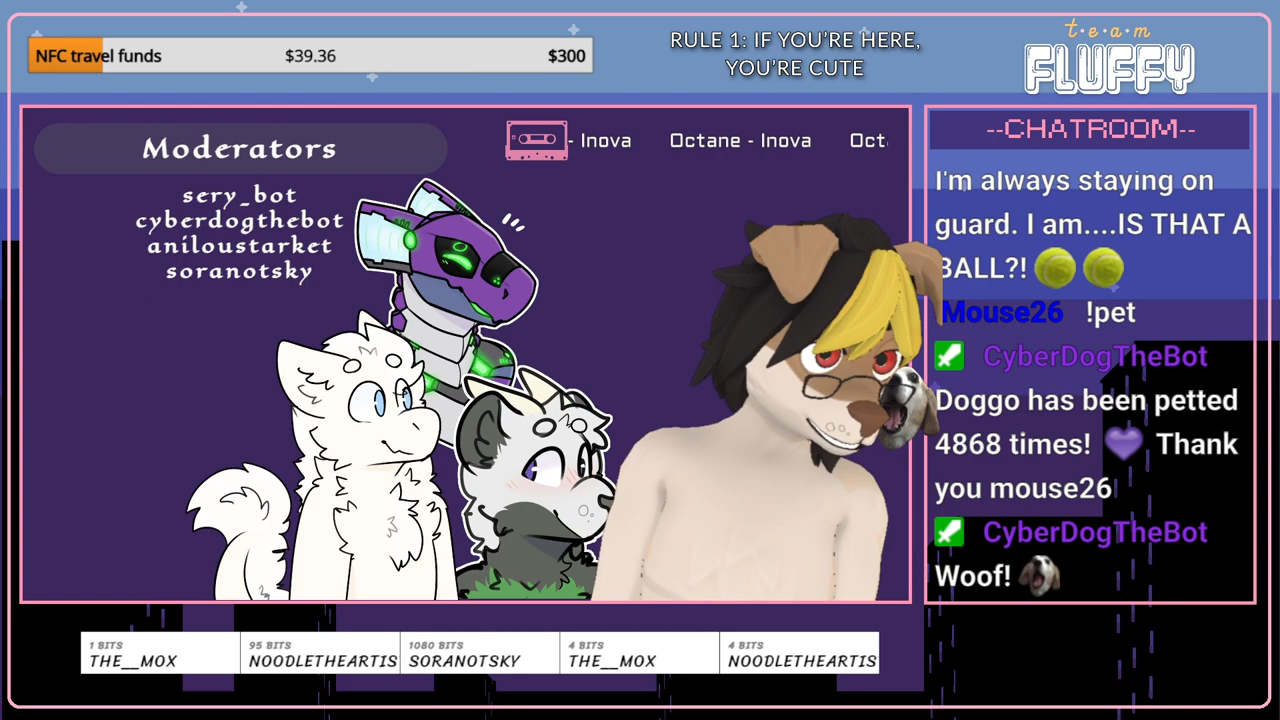 NFC travel funds $39.36 $300
RULE 1: IF YOU'RE HERE,
YOU'RE CUTE
t·e·a·m
FLUFFY
Moderators
sery_bot
cyberdogthebot
aniloustarket
soranotsky
- Inova Octane - Inova Oct
--CHATROOM--
I'm always staying on
guard. I am....IS THAT A
BALL?!
Mouse26 !pet
CyberDogTheBot
Doggo has been petted
4868 times! Thank
you mouse26
CyberDogTheBot
Woof!
1 BITS
THE__MOX
95 BITS
NOODLETHEARTIS
1080 BITS
SORANOTSKY
4 BITS
THE__MOX
4 BITS
NOODLETHEARTIS